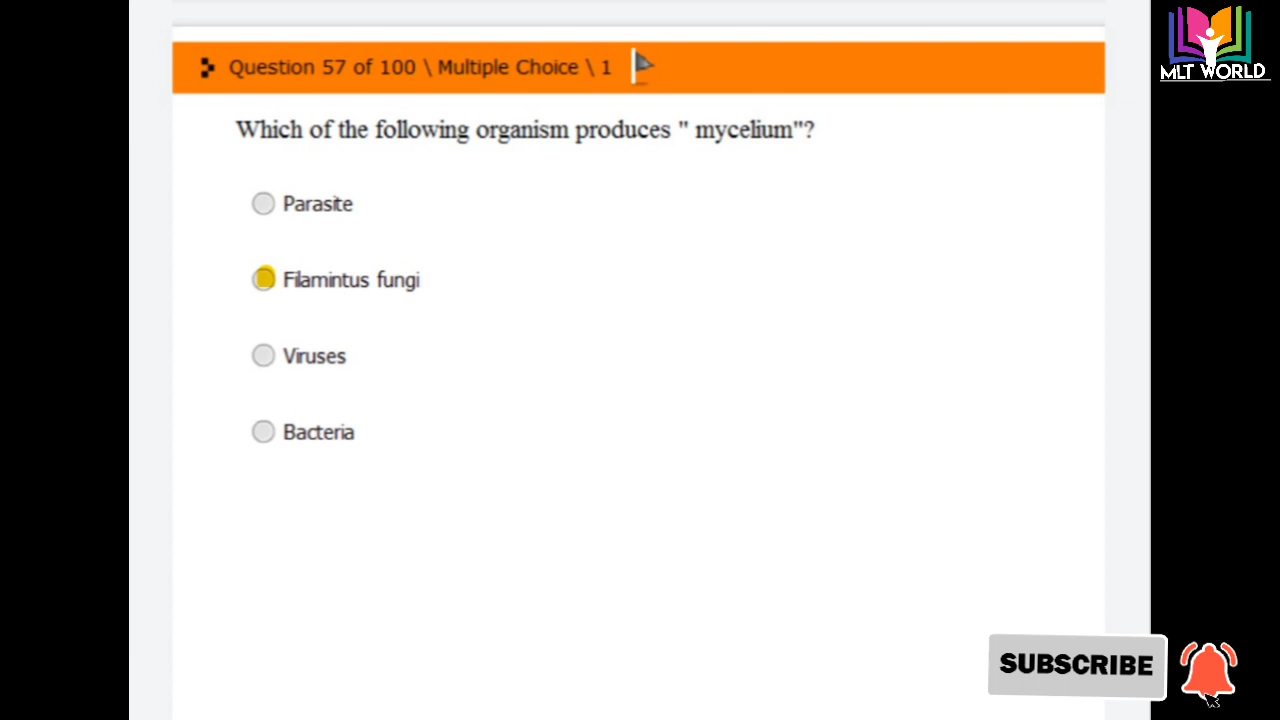 MLT WORLD
Question 57 of 100 \ Multiple Choice \ 1
Which of the following organism produces " mycelium"?
Parasite
Filamintus fungi
Viruses
Bacteria
SUBSCRIBE